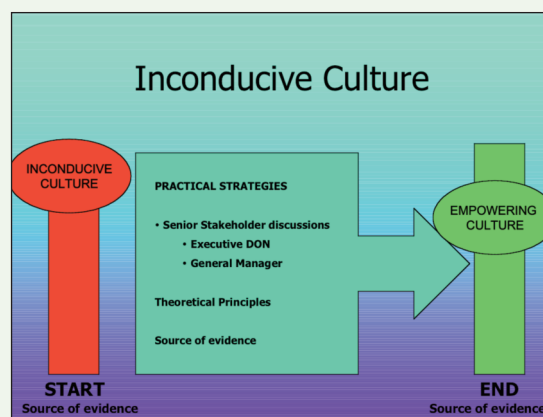 Inconducive Culture
INCONDUCIVE
CULTURE
PRACTICAL STRATEGIES
• Senior Stakeholder discussions
• Executive DON
• General Manager
Theoretical Principles
Source of evidence
EMPOWERING
CULTURE
START
Source of evidence
END
Source of evidence